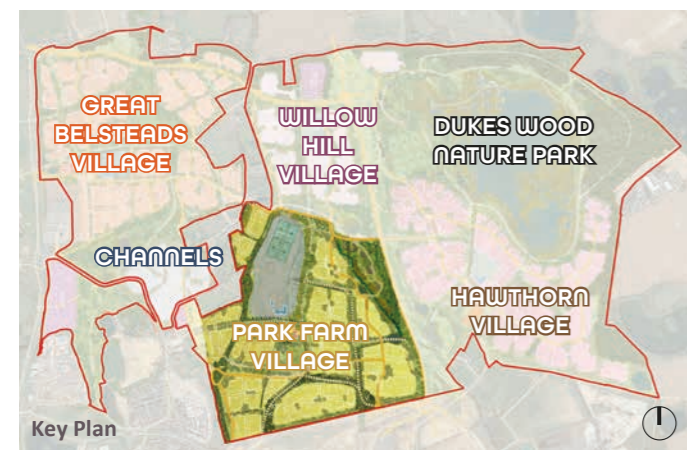 GREAT
BELSTEADS
VILLAGE
WILLOW
HILL
VILLAGE
DUKES WOOD
NATURE PARK
CHANNELS
HAWTHORN
VILLAGE
PARK FARM
VILLAGE
Key Plan